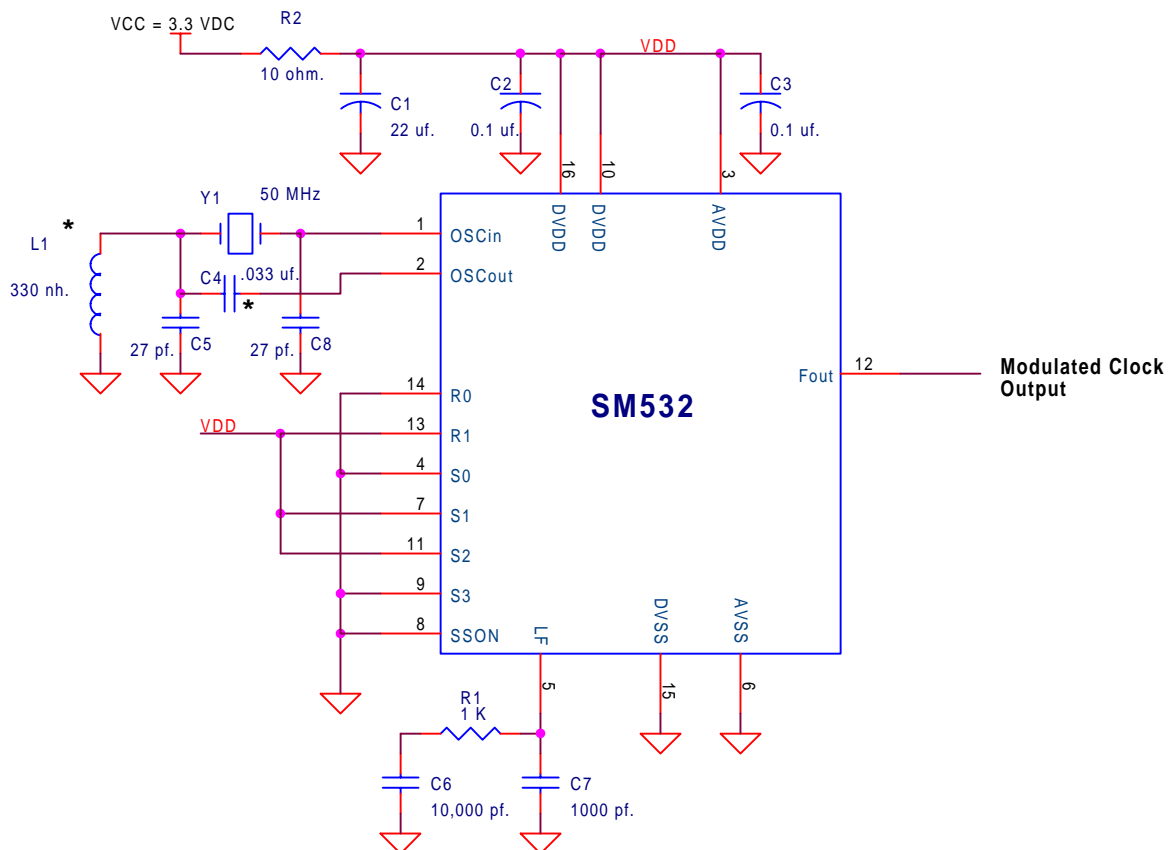 VCC = 3.3 VDC
R2
10 ohm.
VDD
C1
22 uf.
C2
0.1 uf.
C3
0.1 uf.
16
10
3
DVDD
DVDD
AVDD
Y1
50 MHz
*
L1
330 nh.
1
OSCin
2
OSCout
C4
.033 uf.
*
C5
27 pf.
C8
27 pf.
14
R0
VDD
13
R1
4
S0
7
S1
11
S2
9
S3
8
SSON
SM532
Fout
12
Modulated Clock
Output
LF
DVSS
AVSS
5
15
6
R1
1 K
C6
10,000 pf.
C7
1000 pf.